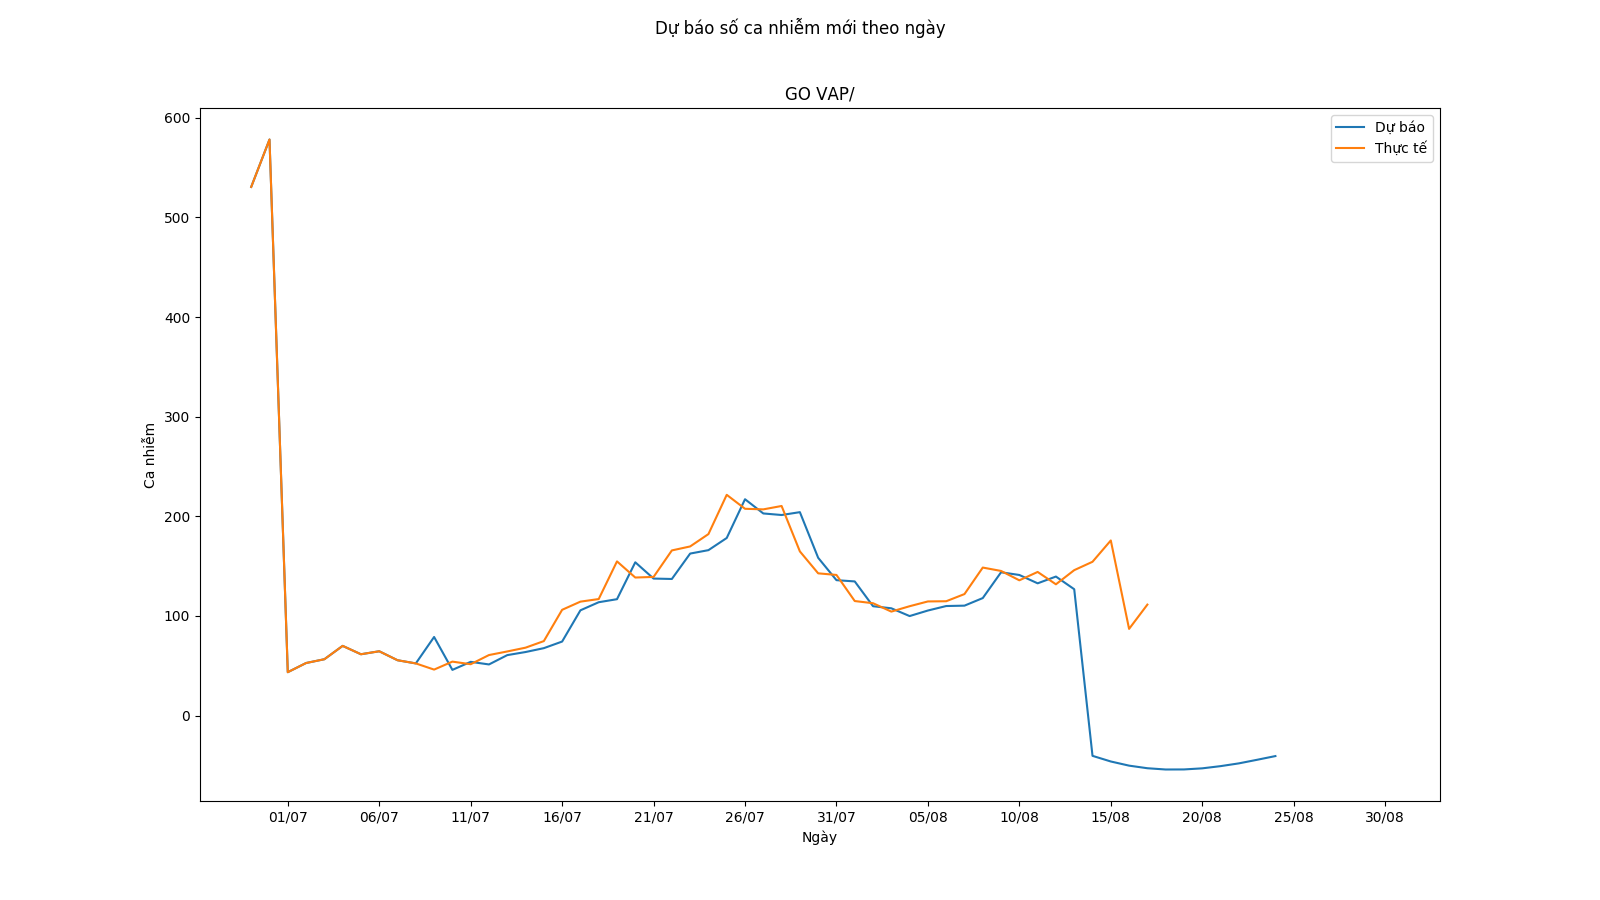 Dự báo số ca nhiễm mới theo ngày
GO VAP/
Dự báo
Thực tế
600
500
400
300
200
100
0
Ca nhiễm
01/07 06/07 11/07 16/07 21/07 26/07 31/07 05/08 10/08 15/08 20/08 25/08 30/08
Ngày